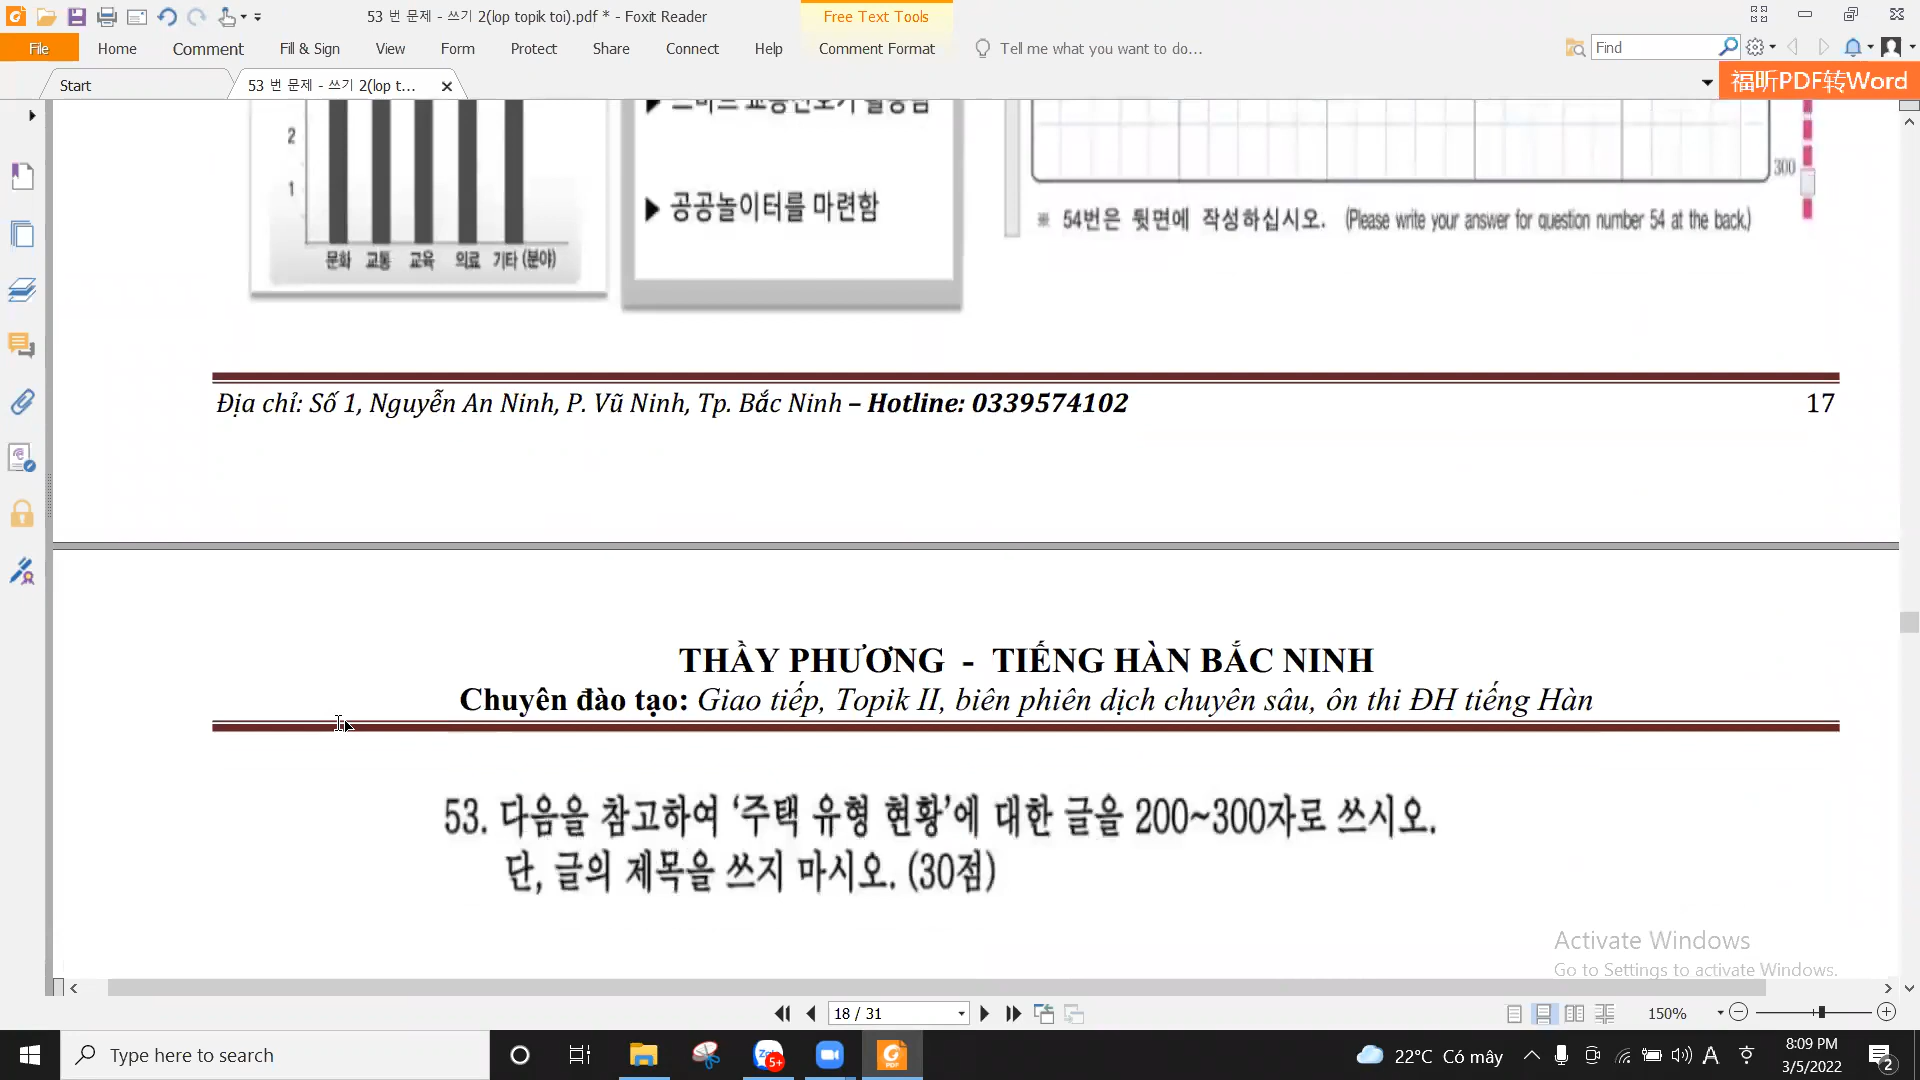 53 번 문제 - 쓰기 2(lop topik toi).pdf * - Foxit Reader
Free Text Tools
File Home Comment Fill & Sign View Form Protect Share Connect Help Comment Format Tell me what you want to do... Find
Start 53 번 문제 - 쓰기 2(lop t...
福昕PDF转Word
2
1
문화 교통 교육 의료 기타 (분야)
공공놀이터를 마련함
300
※ 54번은 뒷면에 작성하십시오. (Please write your answer for question number 54 at the back.)
Địa chỉ: Số 1, Nguyễn An Ninh, P. Vũ Ninh, Tp. Bắc Ninh – Hotline: 0339574102 17
THẦY PHƯƠNG - TIẾNG HÀN BẮC NINH
Chuyên đào tạo: Giao tiếp, Topik II, biên phiên dịch chuyên sâu, ôn thi ĐH tiếng Hàn
53. 다음을 참고하여 ‘주택 유형 현황’에 대한 글을 200~300자로 쓰시오.
단, 글의 제목을 쓰지 마시오. (30점)
Activate Windows
Go to Settings to activate Windows.
18 / 31
150%
Type here to search
5+
22°C Có mây
A
8:09 PM
3/5/2022
2